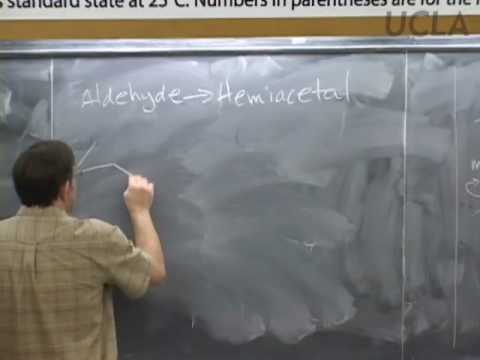 s standard state at 25°C. Numbers in parentheses are for the
UCLA
Aldehyde → Hemiacetal